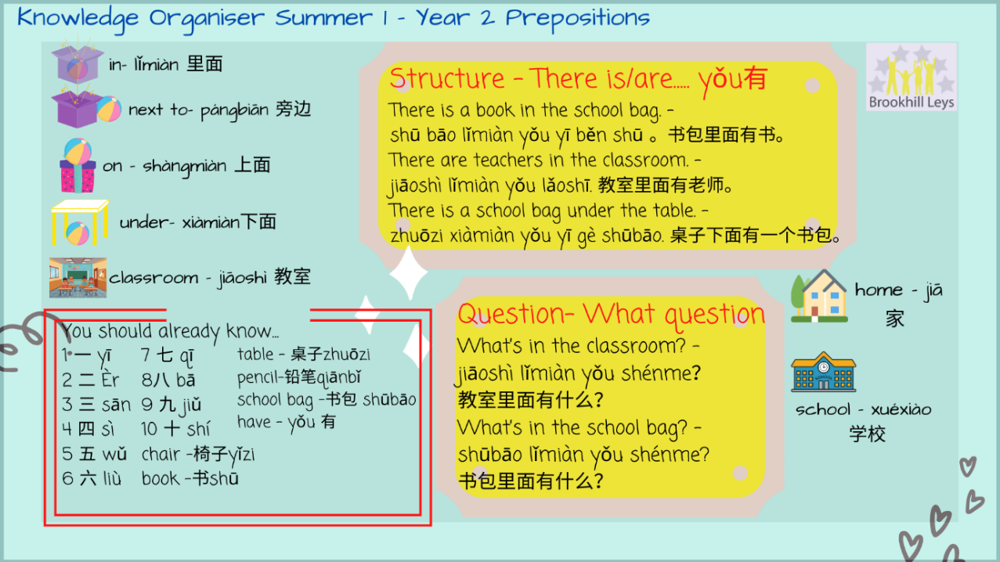 Knowledge Organiser Summer 1 - Year 2 Prepositions
in- lǐmiàn 里面
next to- pángbiān 旁边
on - shàngmiàn 上面
under- xiàmiàn下面
classroom - jiāoshì 教室
Structure - There is/are..... yǒu有
There is a book in the school bag. -
shū bāo lǐmiàn yǒu yī běn shū 。书包里面有书。
There are teachers in the classroom. -
jiāoshì lǐmiàn yǒu lǎoshī. 教室里面有老师。
There is a school bag under the table. -
zhuōzi xiàmiàn yǒu yī gè shūbāo. 桌子下面有一个书包。
Brookhill Leys
You should already know...
1 一 yī
2 二 Èr
3 三 sān
4 四 sì
5 五 wǔ
6 六 liù
7 七 qī
8八 bā
9 九 jiǔ
10 十 shí
chair -椅子yǐzi
book -书shū
table - 桌子zhuōzi
pencil-铅笔qiānbǐ
school bag -书包 shūbāo
have - yǒu 有
Question- What question
What's in the classroom? -
jiāoshì lǐmiàn yǒu shénme?
教室里面有什么？
What's in the school bag? -
shūbāo lǐmiàn yǒu shénme?
书包里面有什么？
home - jiā
家
SCHOOL
school - xuéxiào
学校